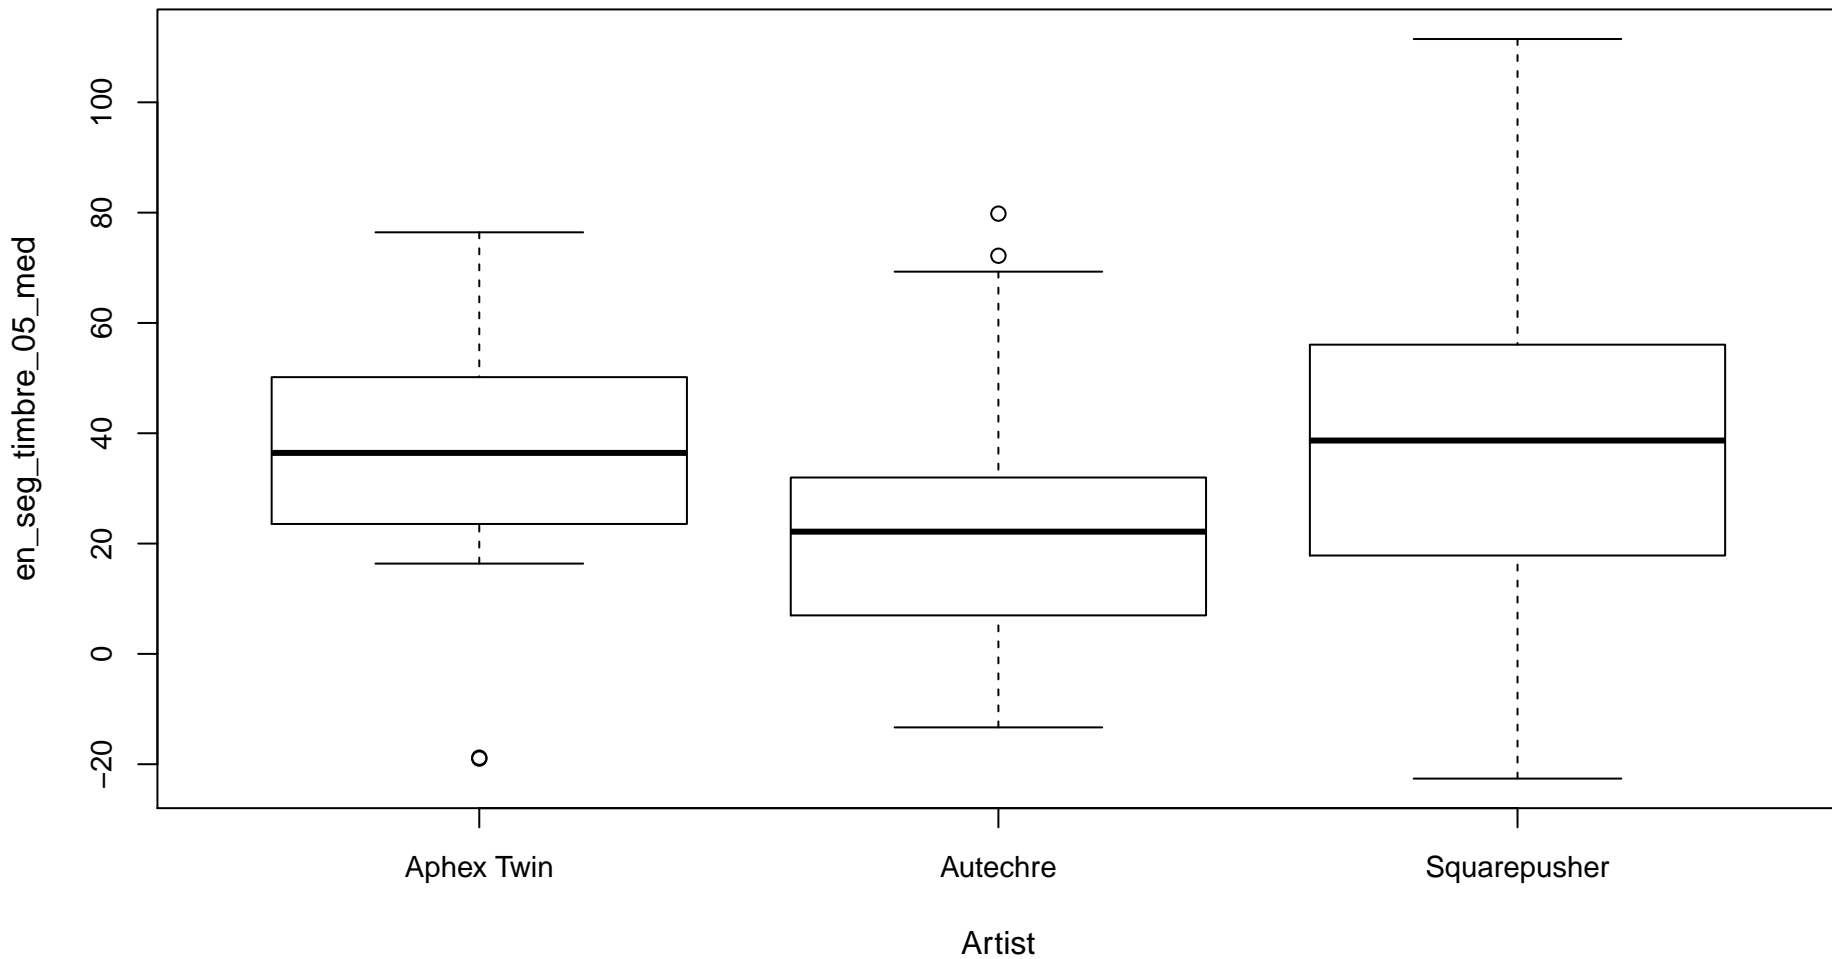 en_seg_timbre_05_med
100
80
60
40
20
0
−20
Aphex Twin
Autechre
Squarepusher
Artist